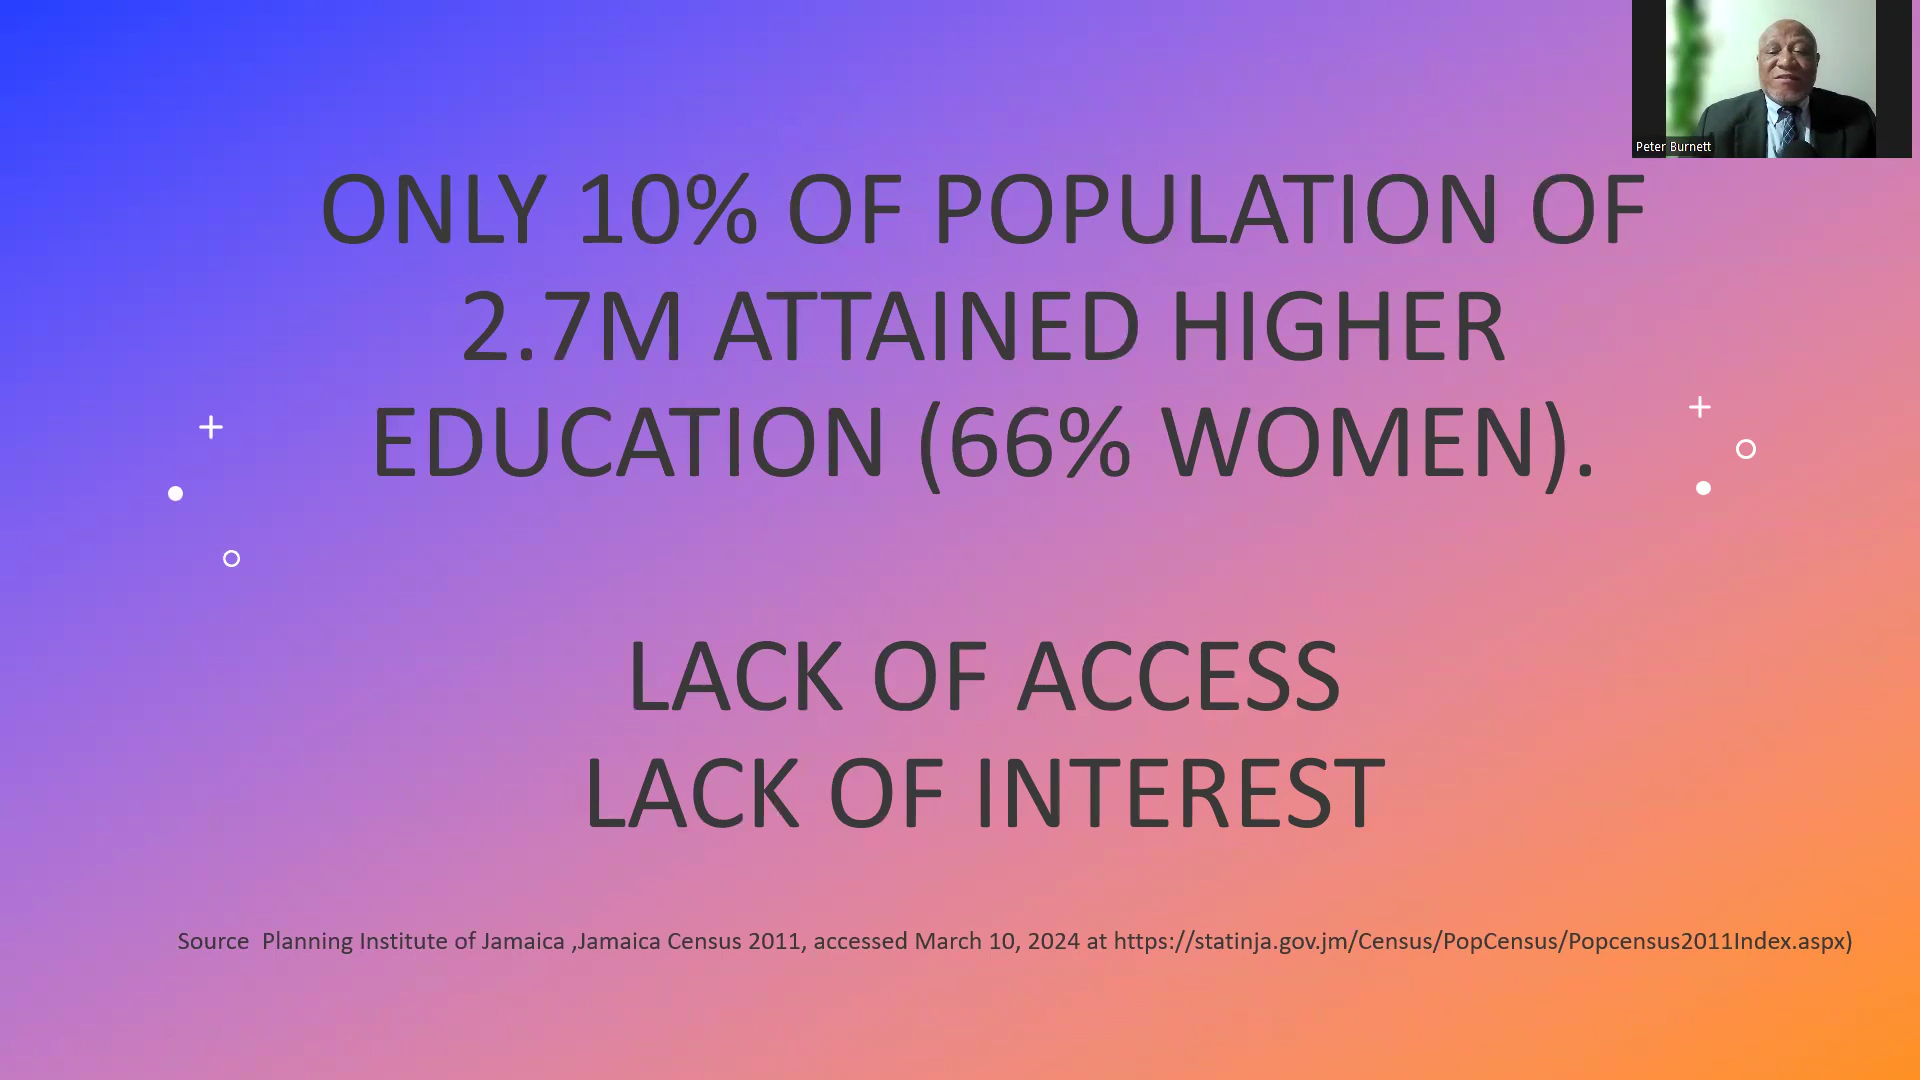 Peter Burnett
ONLY 10% OF POPULATION OF
2.7M ATTAINED HIGHER
EDUCATION (66% WOMEN).
LACK OF ACCESS
LACK OF INTEREST
Source  Planning Institute of Jamaica ,Jamaica Census 2011, accessed March 10, 2024 at https://statinja.gov.jm/Census/PopCensus/Popcensus2011Index.aspx)